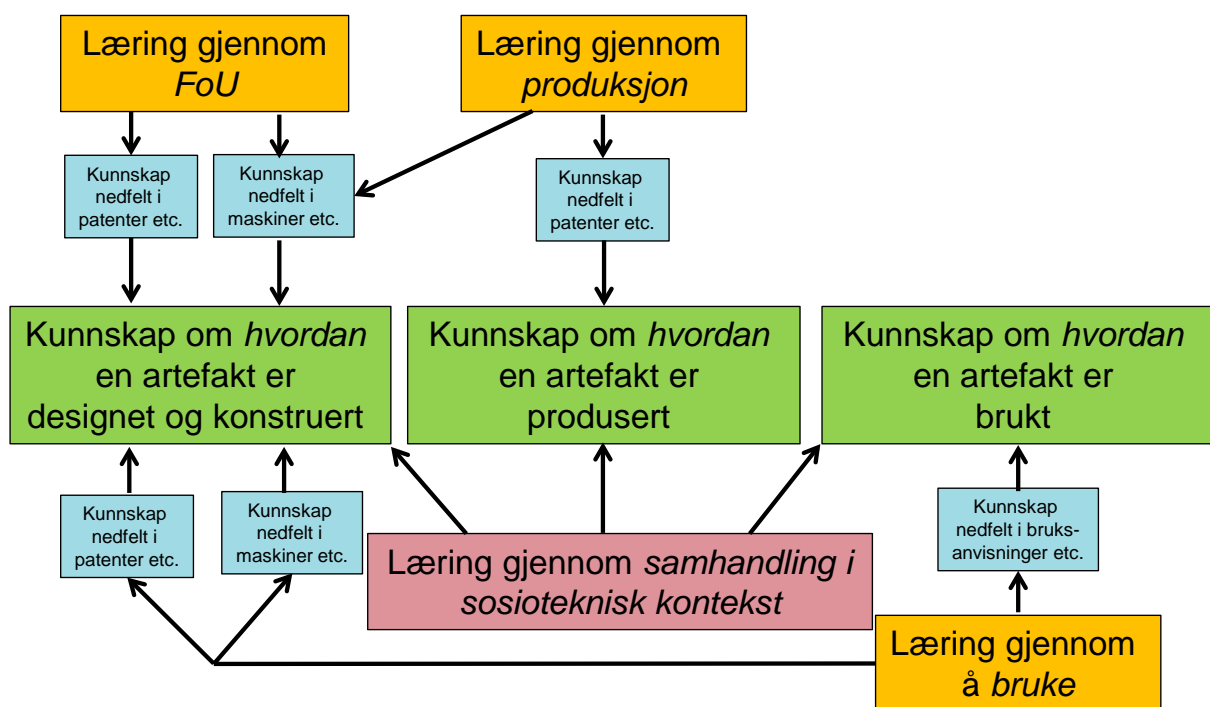 Læring gjennom
FoU
Læring gjennom
produksjon
Kunnskap
nedfelt i
patenter etc.
Kunnskap
nedfelt i
maskiner etc.
Kunnskap
nedfelt i
patenter etc.
Kunnskap om hvordan
en artefakt er
designet og konstruert
Kunnskap om hvordan
en artefakt er
produsert
Kunnskap om hvordan
en artefakt er
brukt
Kunnskap
nedfelt i
patenter etc.
Kunnskap
nedfelt i
maskiner etc.
Læring gjennom samhandling i
sosioteknisk kontekst
Kunnskap
nedfelt i bruks-
anvisninger etc.
Læring gjennom
å bruke